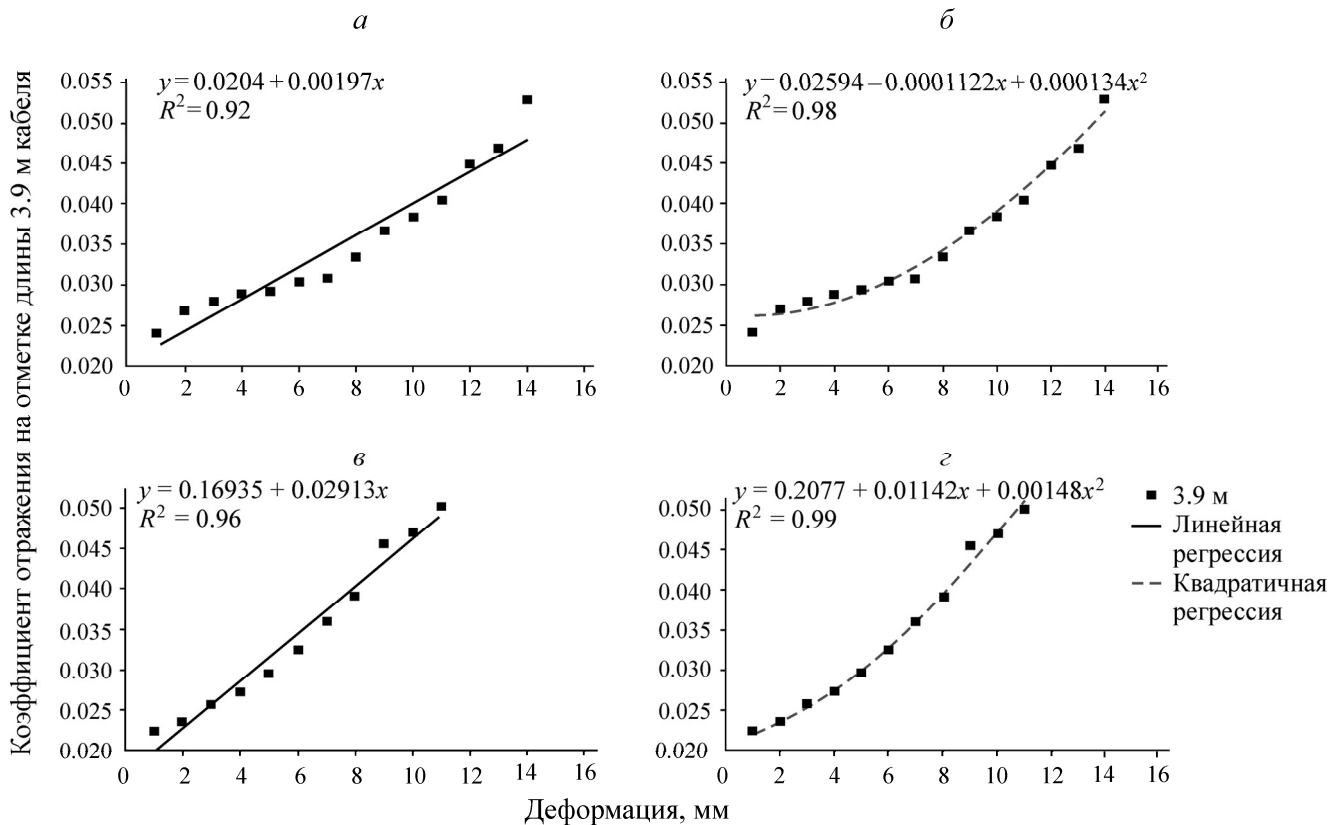 Коэффициент отражения на отметке длины 3.9 м кабеля
а
y = 0.0204 + 0.00197x
R² = 0.92
0.055
0.050
0.045
0.040
0.035
0.030
0.025
0.020
0 2 4 6 8 10 12 14 16
б
y – 0.02594 – 0.0001122x + 0.000134x²
R² = 0.98
0.055
0.050
0.045
0.040
0.035
0.030
0.025
0.020
0 2 4 6 8 10 12 14 16
в
y = 0.16935 + 0.02913x
R² = 0.96
0.050
0.045
0.040
0.035
0.030
0.025
0.020
0 2 4 6 8 10 12 14 16
г
y = 0.2077 + 0.01142x + 0.00148x²
R² = 0.99
0.050
0.045
0.040
0.035
0.030
0.025
0.020
0 2 4 6 8 10 12 14 16
3.9 м
Линейная
регрессия
Квадратичная
регрессия
Деформация, мм